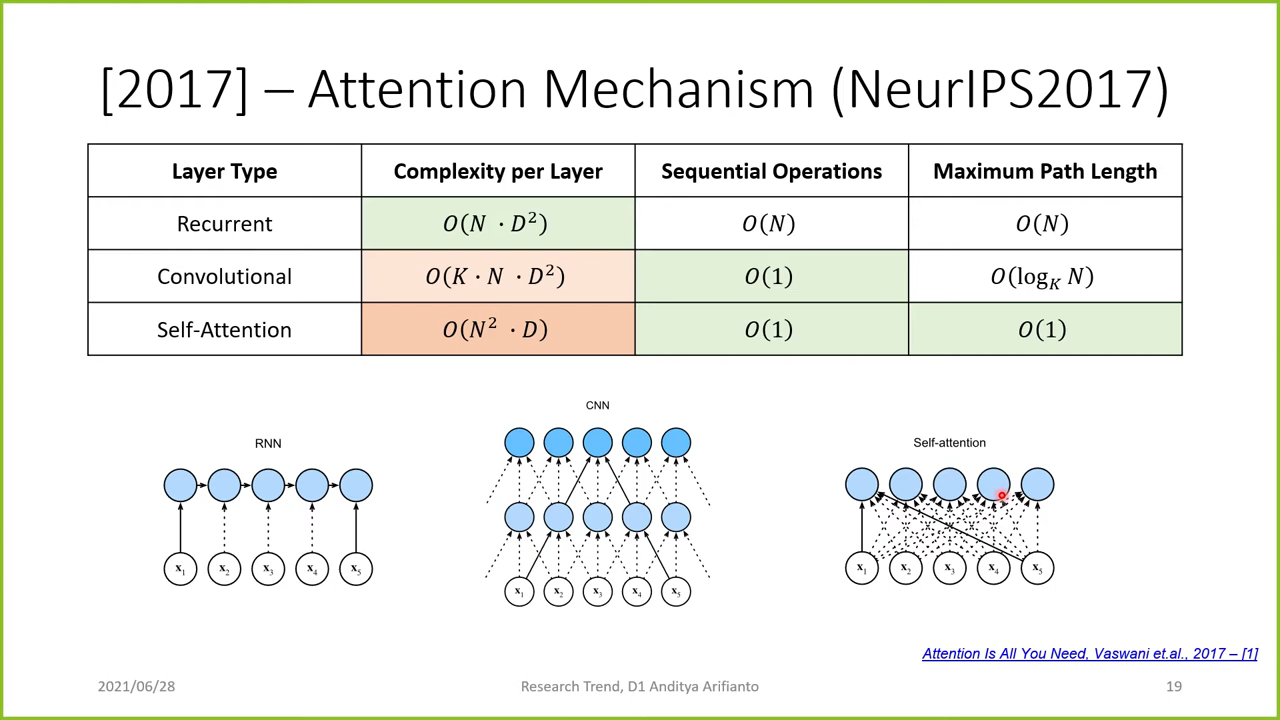 [2017] – Attention Mechanism (NeurIPS2017)
Layer Type Complexity per Layer Sequential Operations Maximum Path Length
Recurrent O(N · D²) O(N) O(N)
Convolutional O(K · N · D²) O(1) O(log_K N)
Self-Attention O(N² · D) O(1) O(1)
RNN
x₁ x₂ x₃ x₄ x₅
CNN
x₁ x₂ x₃ x₄ x₅
Self-attention
x₁ x₂ x₃ x₄ x₅
Attention Is All You Need, Vaswani et.al., 2017 – [1]
2021/06/28 Research Trend, D1 Anditya Arifianto 19